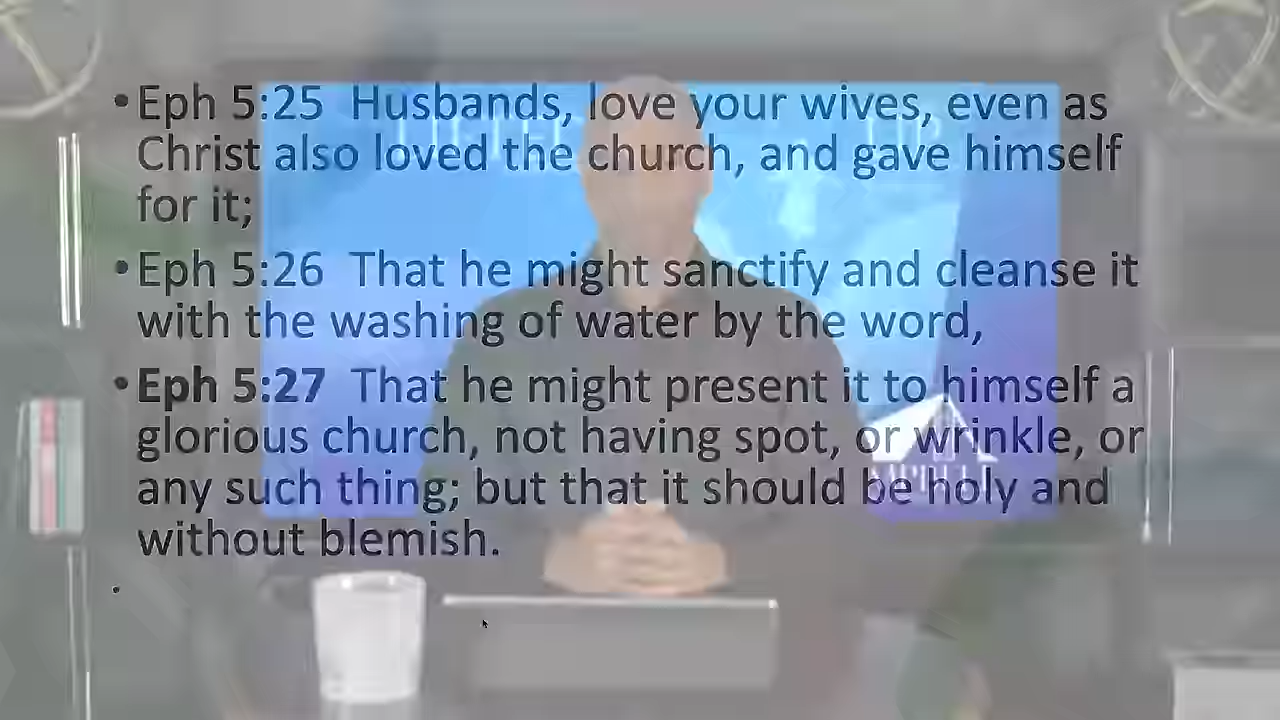 • Eph 5:25 Husbands, love your wives, even as
Christ also loved the church, and gave himself
for it;
• Eph 5:26 That he might sanctify and cleanse it
with the washing of water by the word,
• Eph 5:27 That he might present it to himself a
glorious church, not having spot, or wrinkle, or
any such thing; but that it should be holy and
without blemish.
•